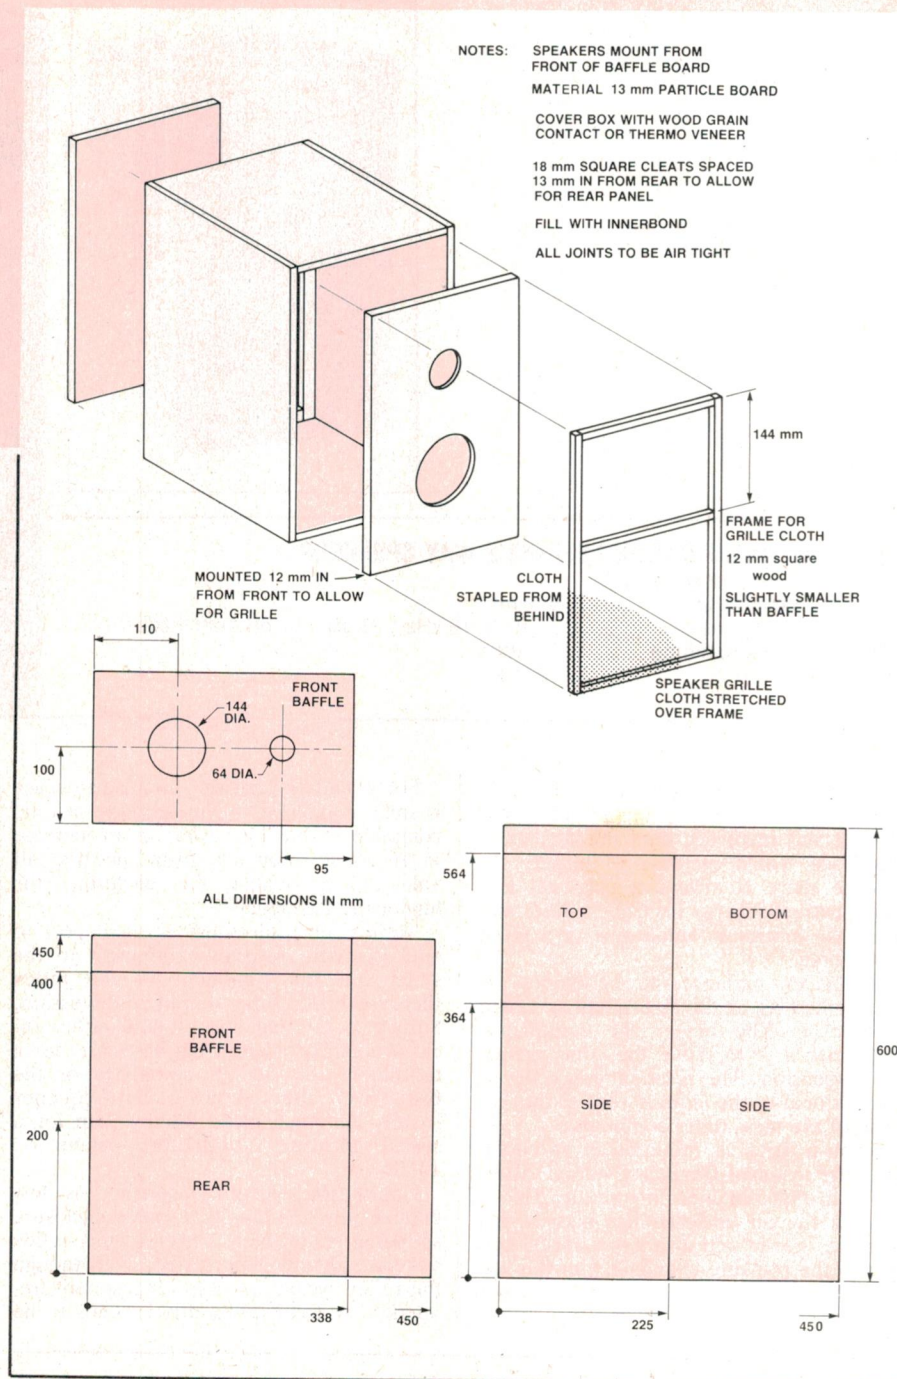 NOTES: SPEAKERS MOUNT FROM
FRONT OF BAFFLE BOARD
MATERIAL 13 mm PARTICLE BOARD
COVER BOX WITH WOOD GRAIN
CONTACT OR THERMO VENEER
18 mm SQUARE CLEATS SPACED
13 mm IN FROM REAR TO ALLOW
FOR REAR PANEL
FILL WITH INNERBOND
ALL JOINTS TO BE AIR TIGHT
144 mm
FRAME FOR
GRILLE CLOTH
12 mm square
wood
SLIGHTLY SMALLER
THAN BAFFLE
MOUNTED 12 mm IN
FROM FRONT TO ALLOW
FOR GRILLE
CLOTH
STAPLED FROM
BEHIND
SPEAKER GRILLE
CLOTH STRETCHED
OVER FRAME
110
FRONT
BAFFLE
144
DIA.
64 DIA.
100
95
ALL DIMENSIONS IN mm
450
400
FRONT
BAFFLE
200
REAR
338
450
564
TOP
BOTTOM
364
600
SIDE
SIDE
225
450